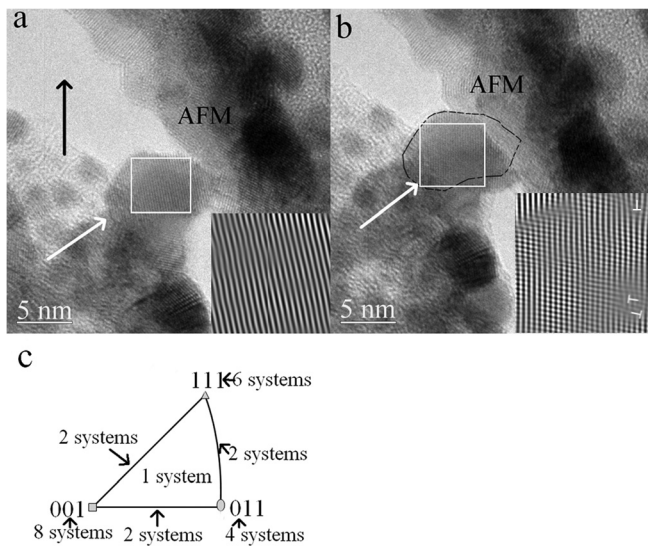 a
AFM
5 nm
b
AFM
5 nm
c
111
6 systems
2 systems
2 systems
1 system
001
011
8 systems
2 systems
4 systems